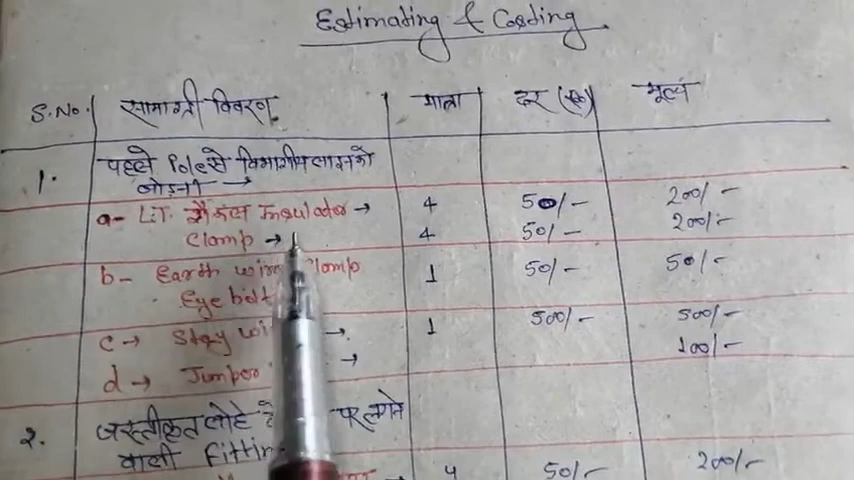 Estimating & Costing
S.No. सामाग्री विवरण मात्रा दर (रू) मूल्य
1. पहले Pole से विभागीय लाइन को
जोड़ना →
a- L.T. शैकल Insulator → 4 50/- 200/-
Clamp → 4 50/- 200/-
b- Earth wire Clamp 1 50/- 50/-
Eye bolt
c → Stay → 1 500/- 500/-
d → Jumper → 100/-
2. जस्तीकृत लोहे पर लगने
वाली Fitting
4 50/- 200/-